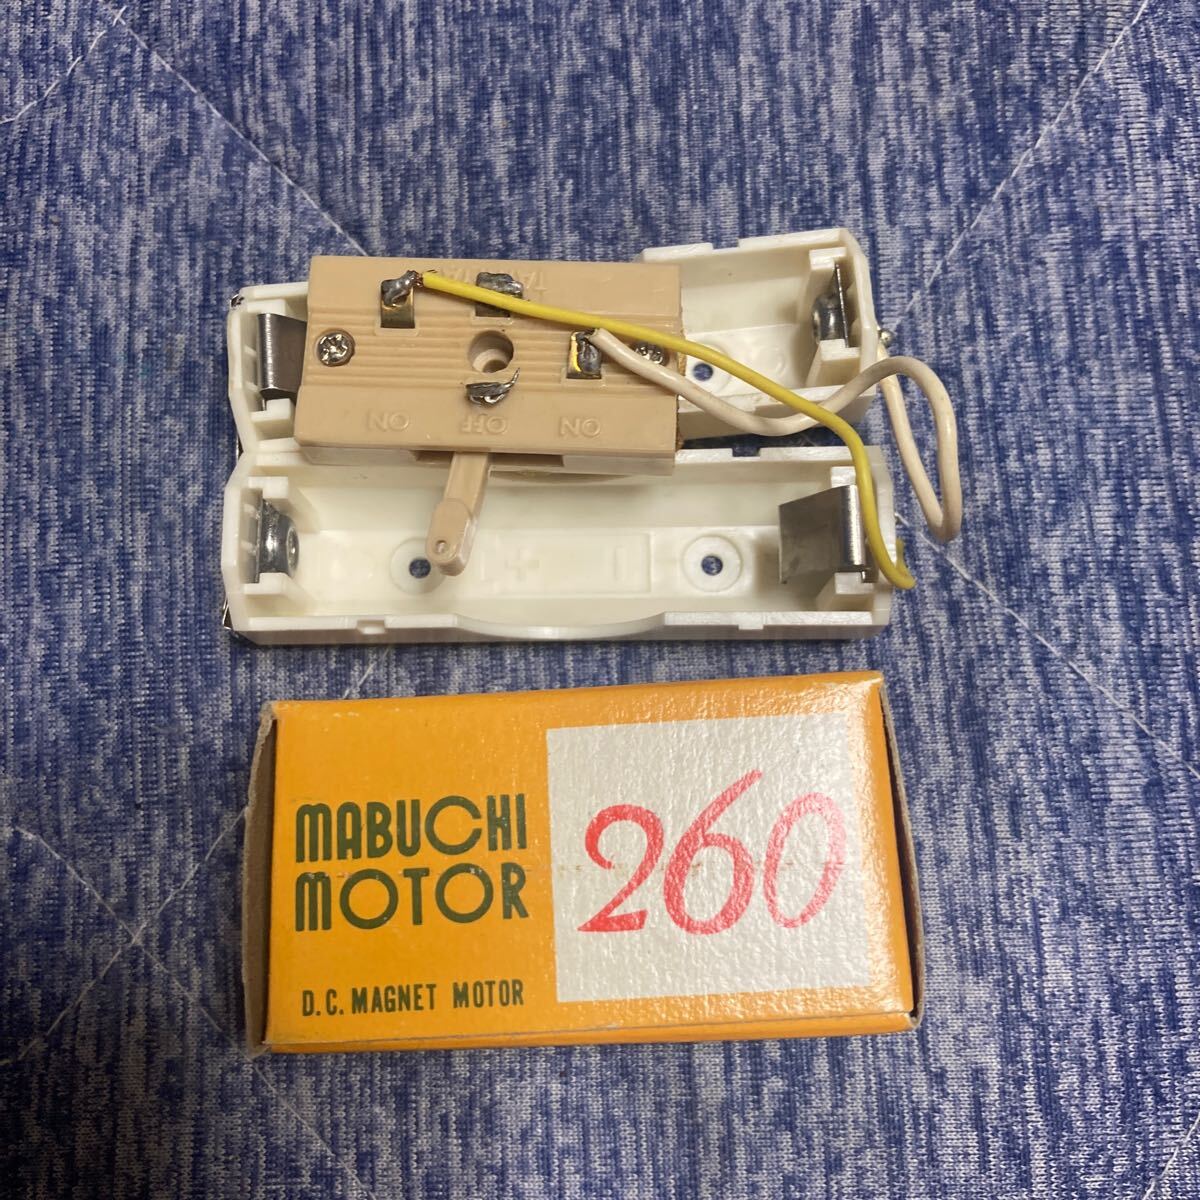 ON OFF ON
+ −
MABUCHI
MOTOR
260
D.C. MAGNET MOTOR